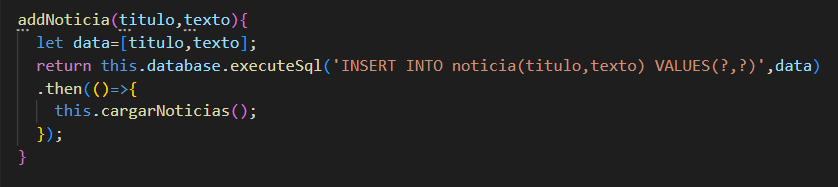 addNoticia(titulo,texto){
let data=[titulo,texto];
return this.database.executeSql('INSERT INTO noticia(titulo,texto) VALUES(?,?)',data)
.then(()=>{
this.cargarNoticias();
});
}